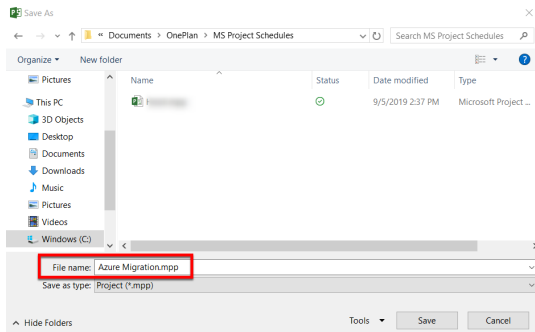 Save As
« Documents > OnePlan > MS Project Schedules
Search MS Project Schedules
Organize
New folder
?
Name
Status
Date modified
Type
9/5/2019 2:37 PM
Microsoft Project ...
Pictures
This PC
3D Objects
Desktop
Documents
Downloads
Music
Pictures
Videos
Windows (C:)
File name: Azure Migration.mpp
Save as type: Project (*.mpp)
Hide Folders
Tools
Save
Cancel